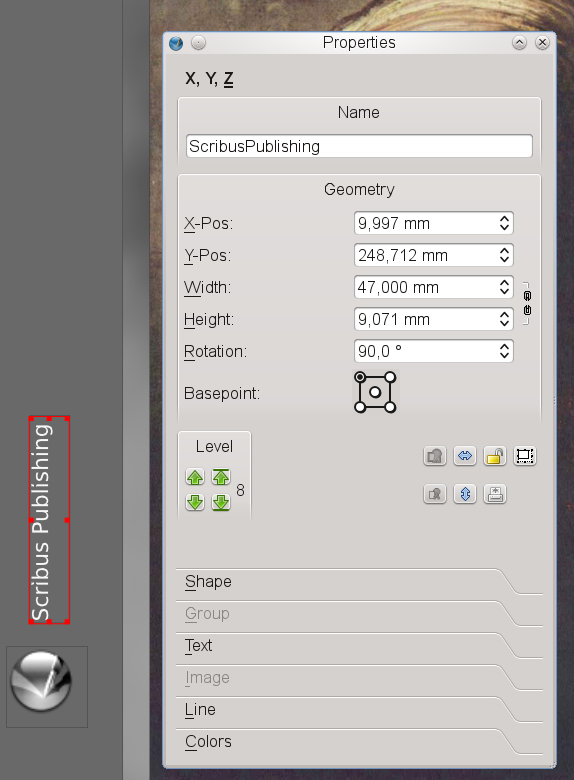 Properties
X, Y, Z
Name
ScribusPublishing
Geometry
X-Pos: 9,997 mm
Y-Pos: 248,712 mm
Width: 47,000 mm
Height: 9,071 mm
Rotation: 90,0 °
Basepoint:
Level
8
Shape
Group
Text
Image
Line
Colors
Scribus Publishing